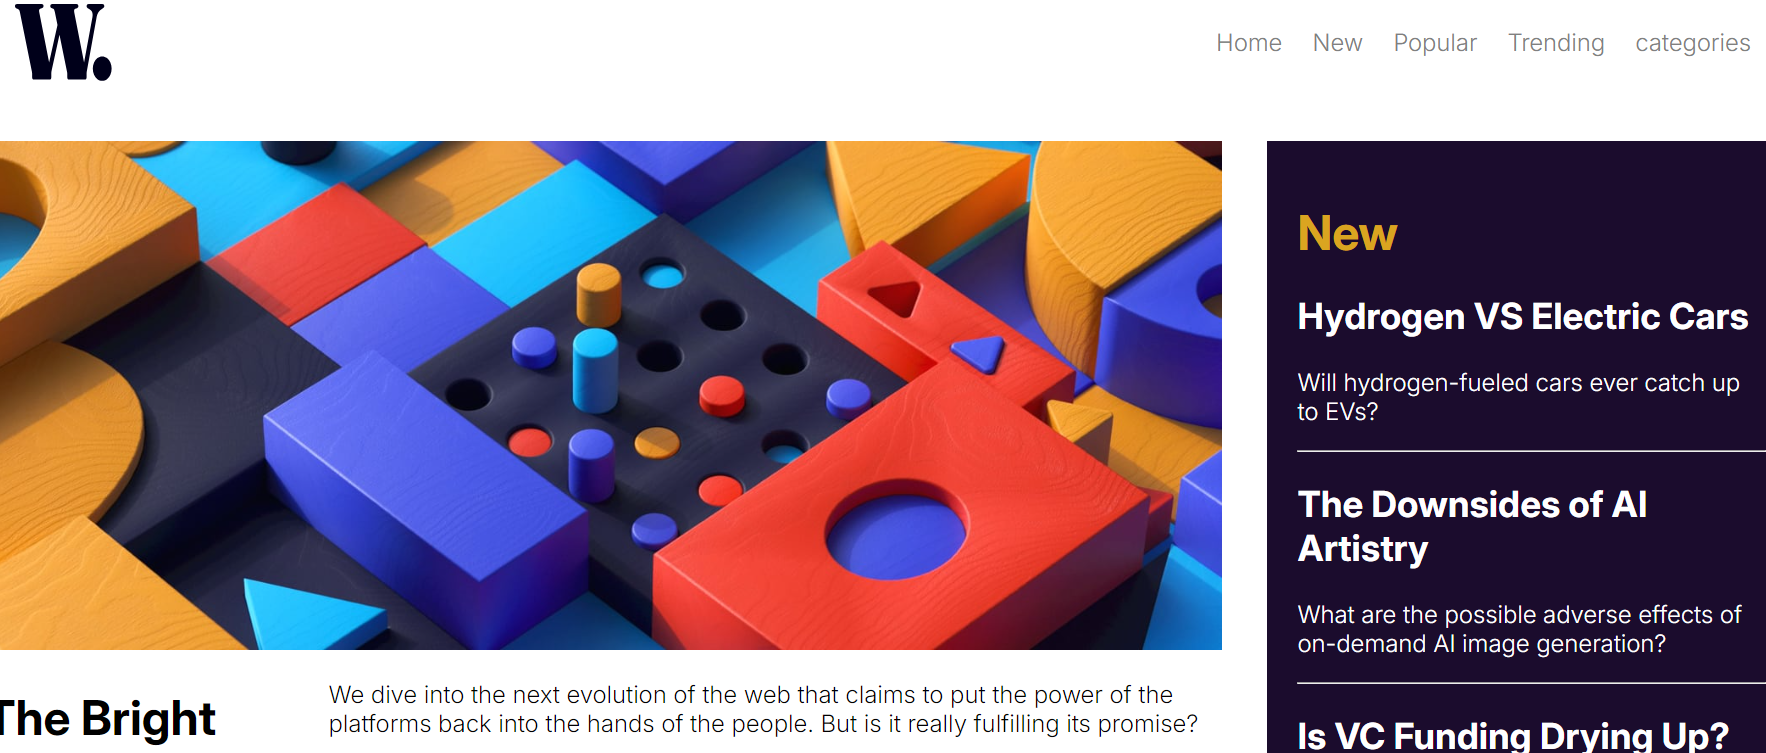 W.
Home New Popular Trending categories
New
Hydrogen VS Electric Cars
Will hydrogen-fueled cars ever catch up
to EVs?
The Downsides of AI
Artistry
What are the possible adverse effects of
on-demand AI image generation?
Is VC Funding Drying Up?
The Bright
We dive into the next evolution of the web that claims to put the power of the
platforms back into the hands of the people. But is it really fulfilling its promise?